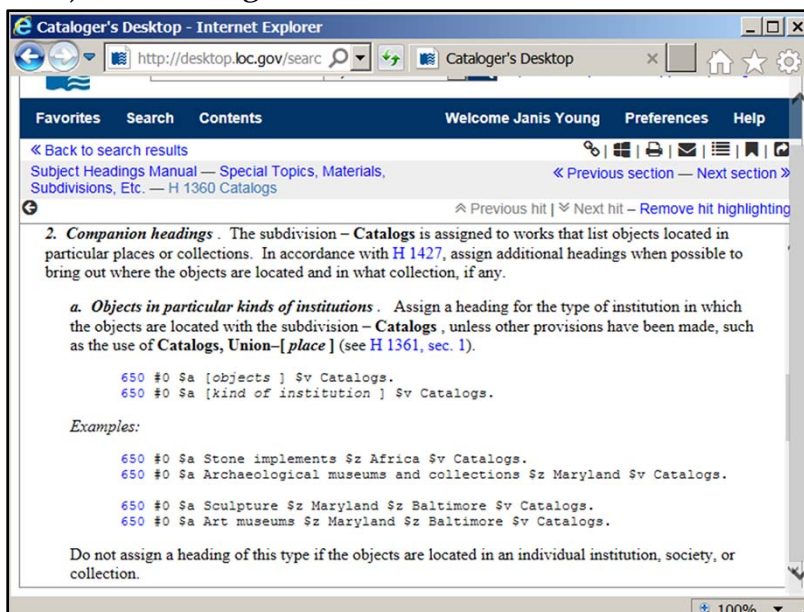 Cataloger's Desktop - Internet Explorer
http://desktop.loc.gov/searc
Cataloger's Desktop
Favorites Search Contents Welcome Janis Young Preferences Help
« Back to search results
Subject Headings Manual — Special Topics, Materials, « Previous section — Next section »
Subdivisions, Etc. — H 1360 Catalogs
Previous hit | Next hit – Remove hit highlighting
2. Companion headings . The subdivision – Catalogs is assigned to works that list objects located in
particular places or collections. In accordance with H 1427, assign additional headings when possible to
bring out where the objects are located and in what collection, if any.
a. Objects in particular kinds of institutions . Assign a heading for the type of institution in which
the objects are located with the subdivision – Catalogs , unless other provisions have been made, such
as the use of Catalogs, Union–[ place ] (see H 1361, sec. 1).
650 #0 $a [objects ] $v Catalogs.
650 #0 $a [kind of institution ] $v Catalogs.
Examples:
650 #0 $a Stone implements $z Africa $v Catalogs.
650 #0 $a Archaeological museums and collections $z Maryland $v Catalogs.
650 #0 $a Sculpture $z Maryland $z Baltimore $v Catalogs.
650 #0 $a Art museums $z Maryland $z Baltimore $v Catalogs.
Do not assign a heading of this type if the objects are located in an individual institution, society, or
collection.
100%